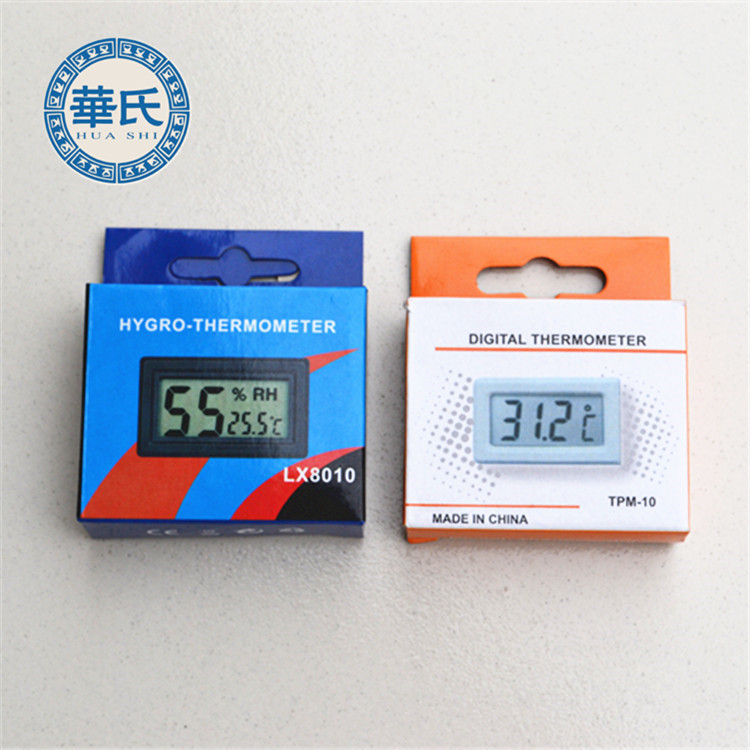 華氏
HUA SHI
HYGRO-THERMOMETER
55 % RH
25.5°c
LX8010
CE
DIGITAL THERMOMETER
31.2°c
TPM-10
MADE IN CHINA